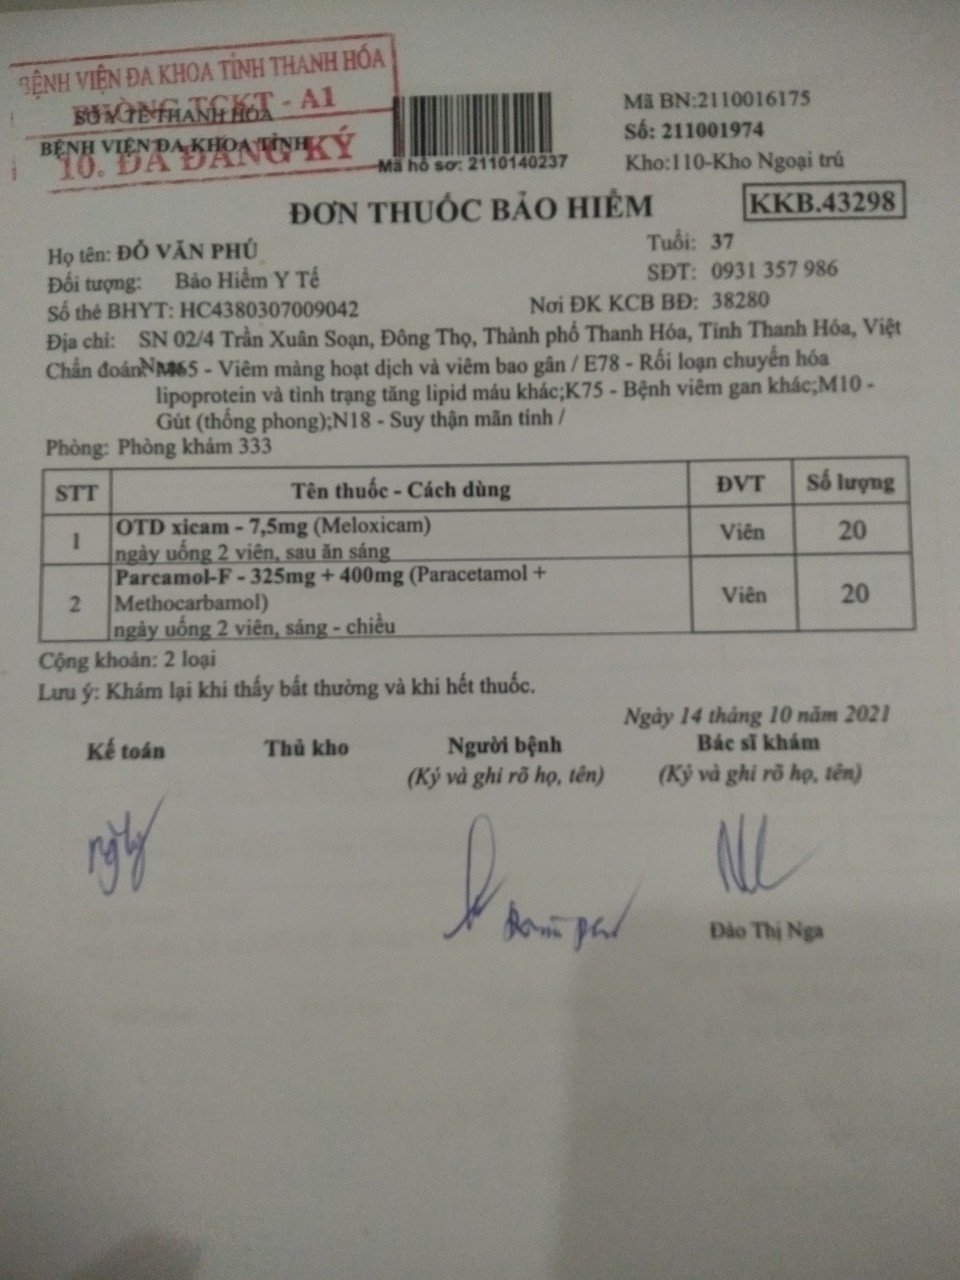 BỆNH VIỆN ĐA KHOA TỈNH THANH HÓA
PHÒNG TCKT - A1
SỞ Y TẾ THANH HÓA
BỆNH VIỆN ĐA KHOA TỈNH
10. ĐÃ ĐĂNG KÝ
Mã hồ sơ: 2110140237
Mã BN:2110016175
Số: 211001974
Kho:110-Kho Ngoại trú
ĐƠN THUỐC BẢO HIỂM
KKB.43298
Họ tên: ĐỖ VĂN PHÚ
Tuổi: 37
Đối tượng: Bảo Hiểm Y Tế
SĐT: 0931 357 986
Số thẻ BHYT: HC4380307009042
Nơi ĐK KCB BĐ: 38280
Địa chỉ: SN 02/4 Trần Xuân Soạn, Đông Thọ, Thành phố Thanh Hóa, Tỉnh Thanh Hóa, Việt
Nam
Chẩn đoán: M65 - Viêm màng hoạt dịch và viêm bao gân / E78 - Rối loạn chuyển hóa
lipoprotein và tình trạng tăng lipid máu khác;K75 - Bệnh viêm gan khác;M10 -
Gút (thống phong);N18 - Suy thận mãn tính /
Phòng: Phòng khám 333
STT Tên thuốc - Cách dùng ĐVT Số lượng
1 OTD xicam - 7,5mg (Meloxicam) Viên 20
ngày uống 2 viên, sau ăn sáng
Parcamol-F - 325mg + 400mg (Paracetamol +
2 Methocarbamol) Viên 20
ngày uống 2 viên, sáng - chiều
Cộng khoản: 2 loại
Lưu ý: Khám lại khi thấy bất thường và khi hết thuốc.
Ngày 14 tháng 10 năm 2021
Kế toán Thủ kho Người bệnh Bác sĩ khám
(Ký và ghi rõ họ, tên) (Ký và ghi rõ họ, tên)
Đào Thị Nga